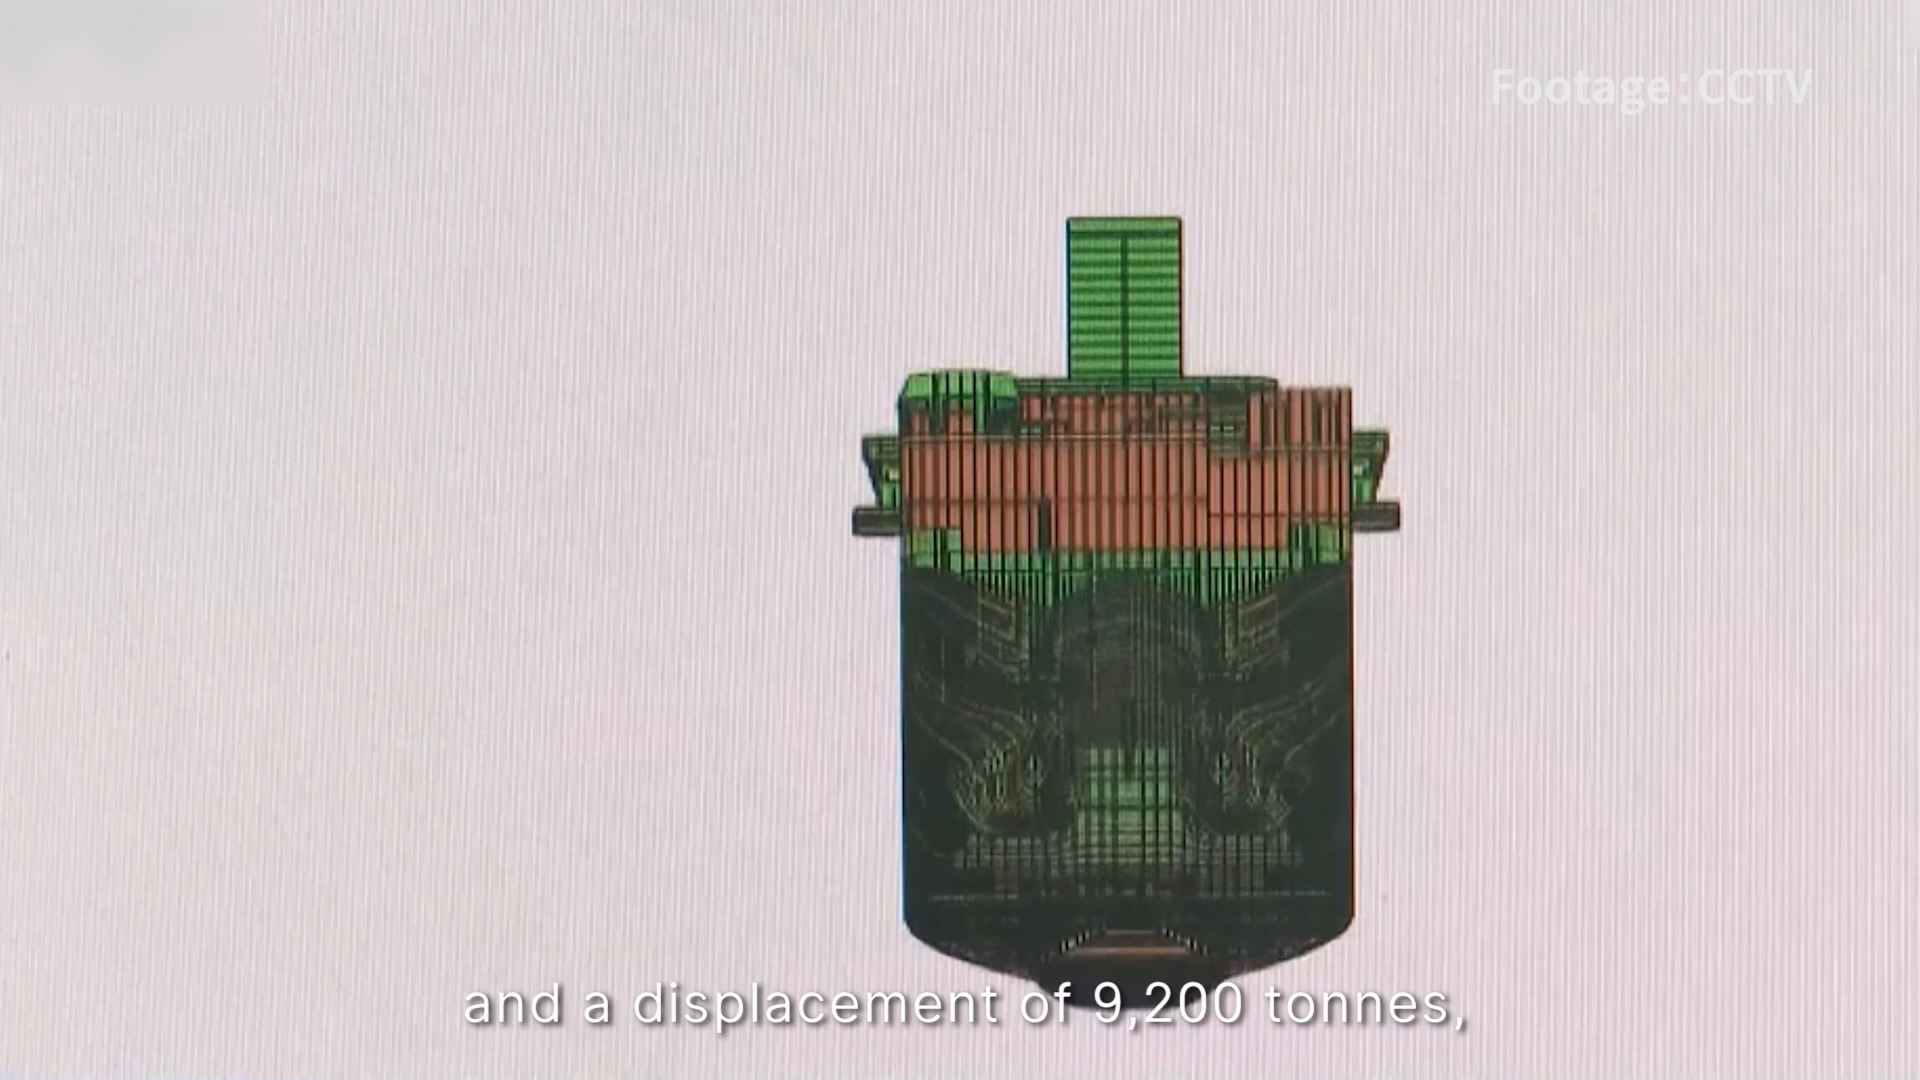 Footage: CCTV
and a displacement of 9,200 tonnes,